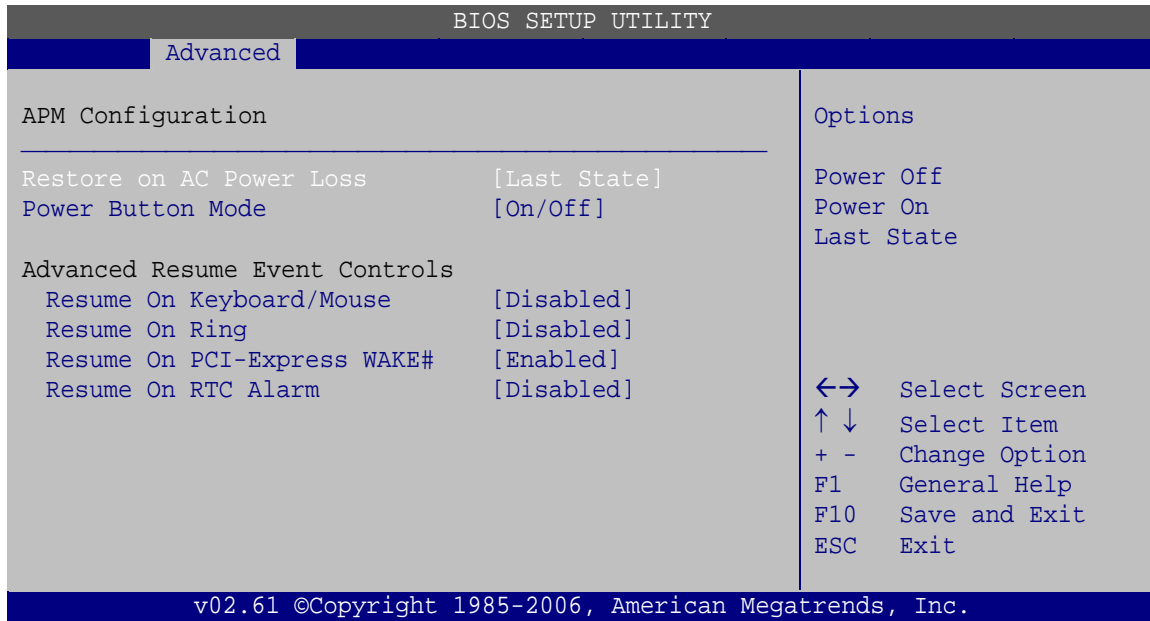 BIOS SETUP UTILITY
Advanced
APM Configuration
Restore on AC Power Loss [Last State]
Power Button Mode [On/Off]
Advanced Resume Event Controls
Resume On Keyboard/Mouse [Disabled]
Resume On Ring [Disabled]
Resume On PCI-Express WAKE# [Enabled]
Resume On RTC Alarm [Disabled]
Options
Power Off
Power On
Last State
←→ Select Screen
↑ ↓ Select Item
+ - Change Option
F1 General Help
F10 Save and Exit
ESC Exit
v02.61 ©Copyright 1985-2006, American Megatrends, Inc.